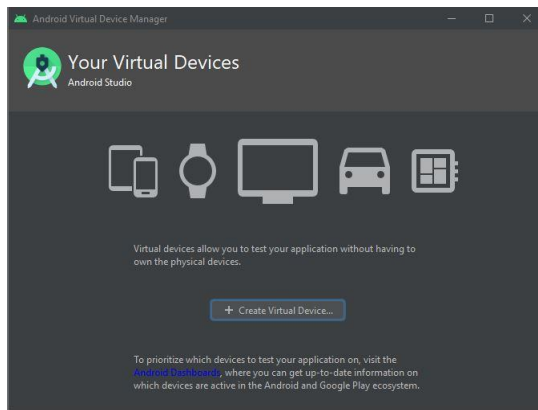 Android Virtual Device Manager
Your Virtual Devices
Android Studio
Virtual devices allow you to test your application without having to
own the physical devices.
+ Create Virtual Device...
To prioritize which devices to test your application on, visit the
Android Dashboards, where you can get up-to-date information on
which devices are active in the Android and Google Play ecosystem.